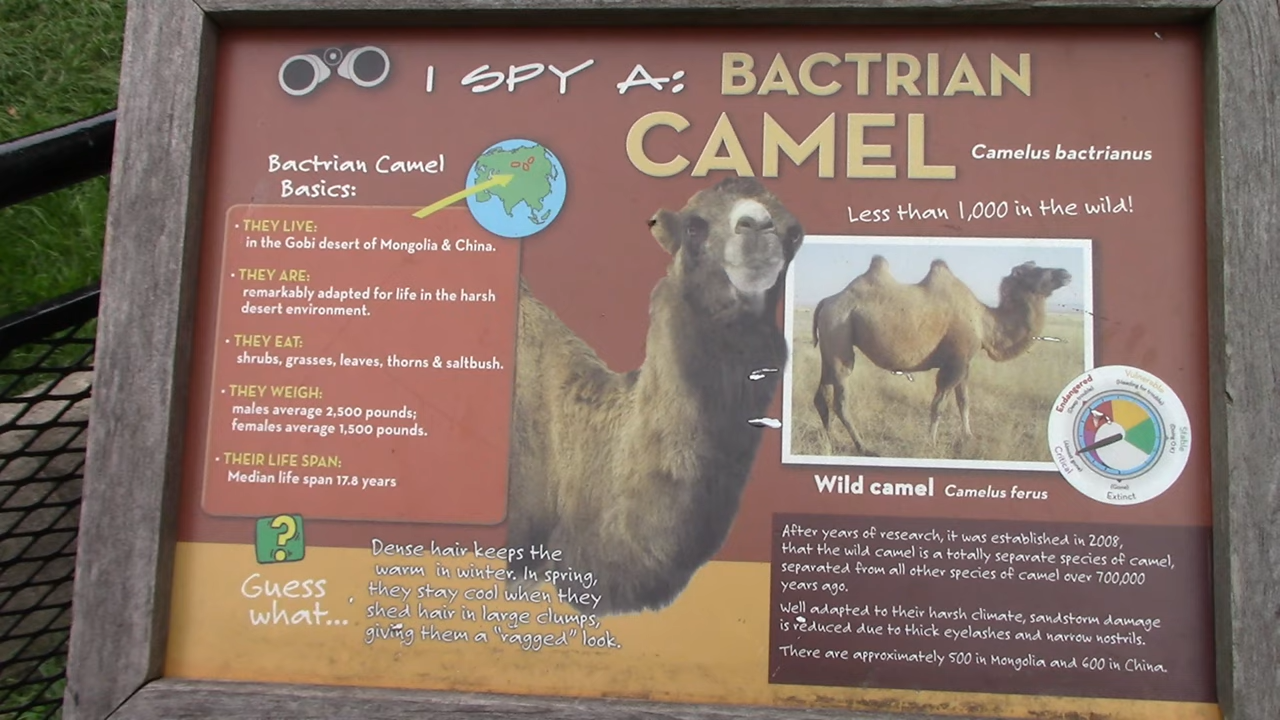 I SPY A: BACTRIAN
CAMEL
Camelus bactrianus
Less than 1,000 in the wild!
Bactrian Camel
Basics:
• THEY LIVE:
in the Gobi desert of Mongolia & China.
• THEY ARE:
remarkably adapted for life in the harsh
desert environment.
• THEY EAT:
shrubs, grasses, leaves, thorns & saltbush.
• THEY WEIGH:
males average 2,500 pounds;
females average 1,500 pounds.
• THEIR LIFE SPAN:
Median life span 17.8 years
?
Guess
what...
Dense hair keeps the
warm in winter. In spring,
they stay cool when they
shed hair in large clumps,
giving them a "ragged" look.
Wild camel Camelus ferus
Endangered
Vulnerable
(Heading for trouble)
Stable
Critical
(Gone)
Extinct
After years of research, it was established in 2008,
that the wild camel is a totally separate species of camel,
separated from all other species of camel over 700,000
years ago.
Well adapted to their harsh climate, sandstorm damage
is reduced due to thick eyelashes and narrow nostrils.
There are approximately 500 in Mongolia and 600 in China.